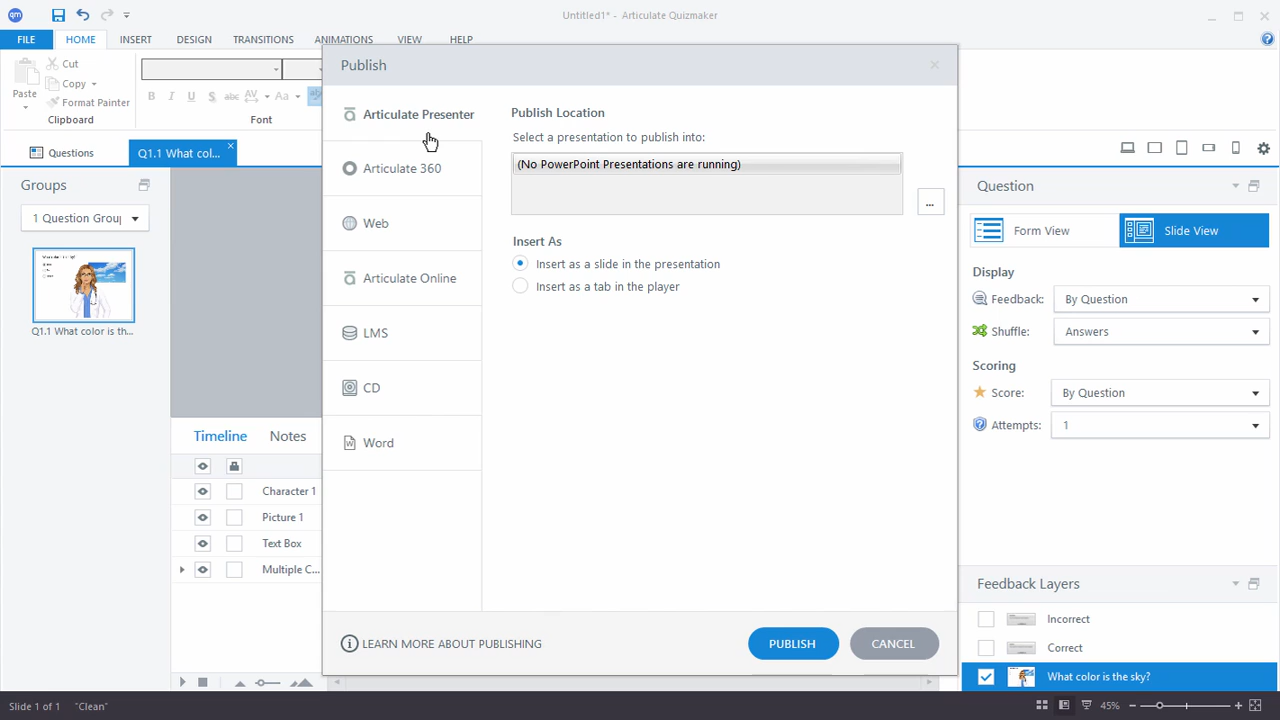 qm
Untitled1* - Articulate Quizmaker
FILE HOME INSERT DESIGN TRANSITIONS ANIMATIONS VIEW HELP
Cut
Copy
Paste
Format Painter
Clipboard
B I U S abc AV Aa
Font
Publish
Questions
Q1.1 What col...
Groups
1 Question Group
Q1.1 What color is th...
Articulate Presenter
Articulate 360
Web
Articulate Online
LMS
CD
Word
Publish Location
Select a presentation to publish into:
(No PowerPoint Presentations are running)
...
Insert As
Insert as a slide in the presentation
Insert as a tab in the player
LEARN MORE ABOUT PUBLISHING
PUBLISH
CANCEL
Timeline Notes
Character 1
Picture 1
Text Box
Multiple C...
Question
Form View
Slide View
Display
Feedback: By Question
Shuffle: Answers
Scoring
Score: By Question
Attempts: 1
Feedback Layers
Incorrect
Correct
What color is the sky?
Slide 1 of 1 "Clean"
45%